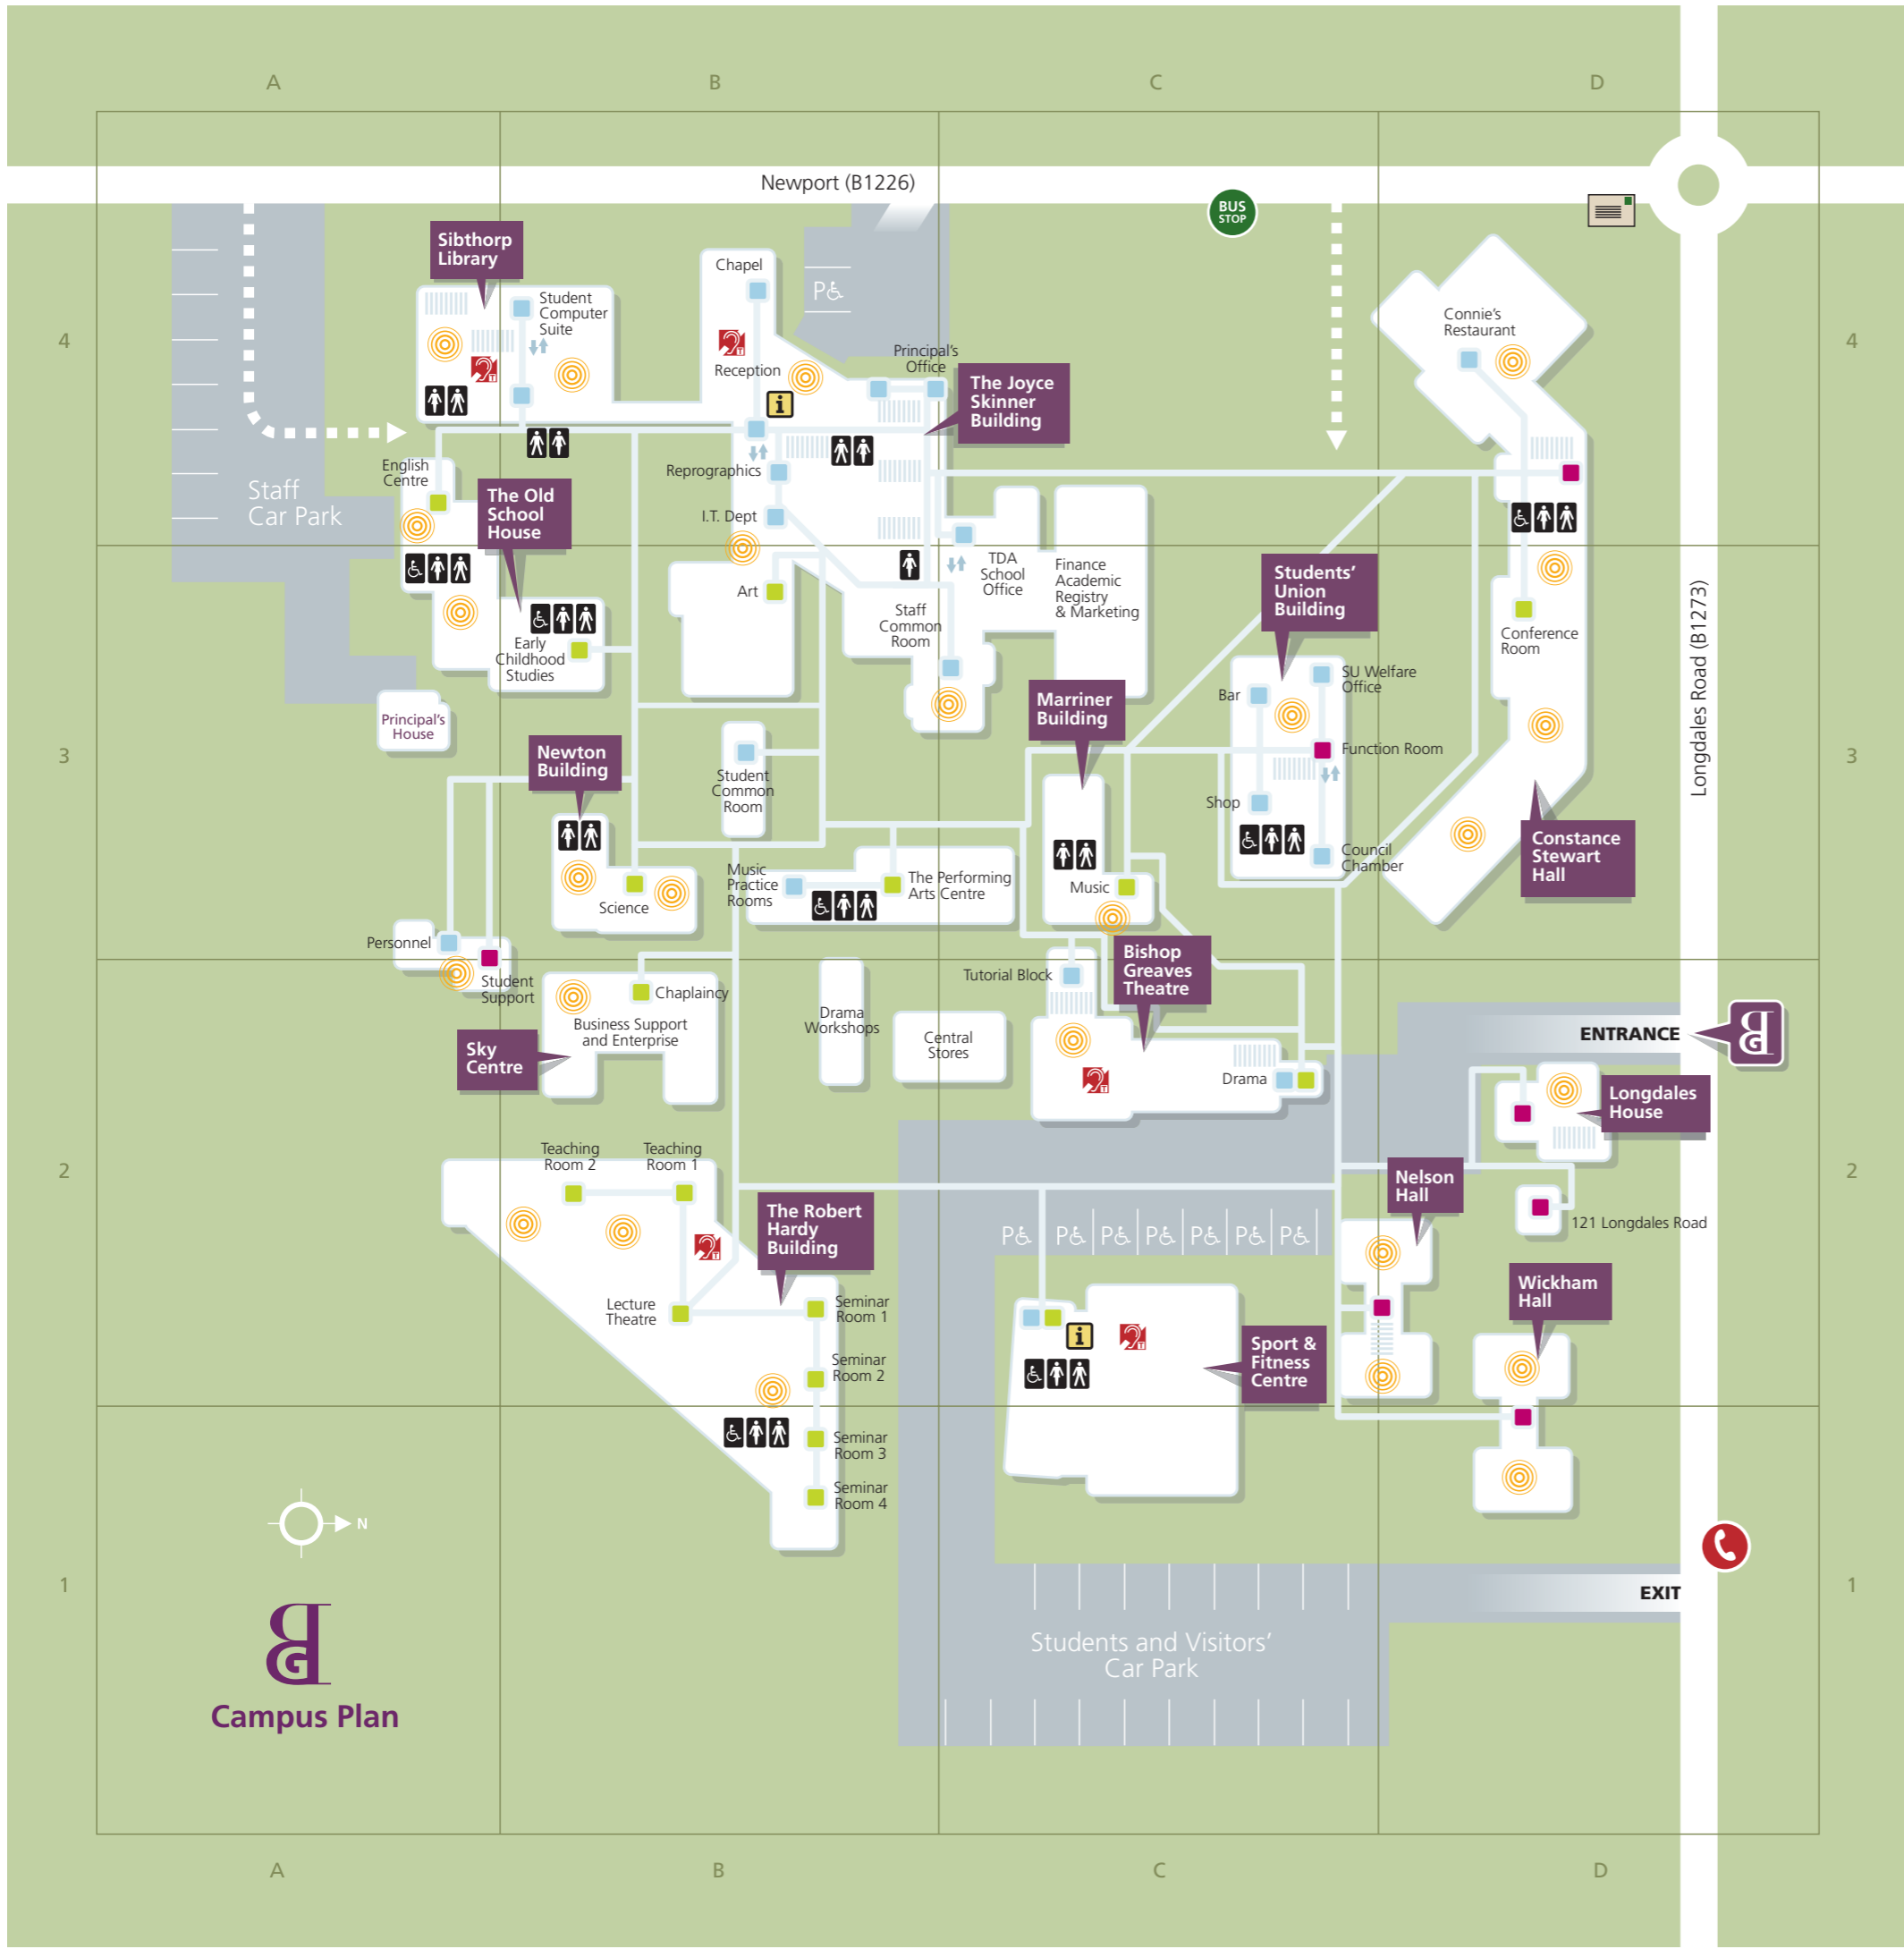 A
B
C
D
Newport (B1226)
BUS
STOP
Sibthorp
Library
Chapel
P
Student
Computer
Suite
Connie's
Restaurant
4
4
Principal's
Office
Reception
i
The Joyce
Skinner
Building
English
Centre
Reprographics
Staff
Car Park
The Old
School
House
I.T. Dept
TDA
School
Office
Finance
Academic
Registry
& Marketing
Students'
Union
Building
Art
Staff
Common
Room
Conference
Room
Longdales Road (B1273)
Early
Childhood
Studies
SU Welfare
Office
Bar
Marriner
Building
Principal's
House
Function Room
3
3
Newton
Building
Student
Common
Room
Shop
Constance
Stewart
Hall
Council
Chamber
Music
Practice
Rooms
The Performing
Arts Centre
Music
Science
Personnel
Student
Support
Tutorial Block
Bishop
Greaves
Theatre
Chaplaincy
Business Support
and Enterprise
Drama
Workshops
Central
Stores
ENTRANCE
BG
Sky
Centre
Drama
Longdales
House
Teaching
Room 2
Teaching
Room 1
2
2
Nelson
Hall
The Robert
Hardy
Building
P P P P P P P
121 Longdales Road
Wickham
Hall
Lecture
Theatre
Seminar
Room 1
i
Sport &
Fitness
Centre
Seminar
Room 2
Seminar
Room 3
Seminar
Room 4
N
1
1
EXIT
BG
Students and Visitors'
Car Park
Campus Plan
A
B
C
D